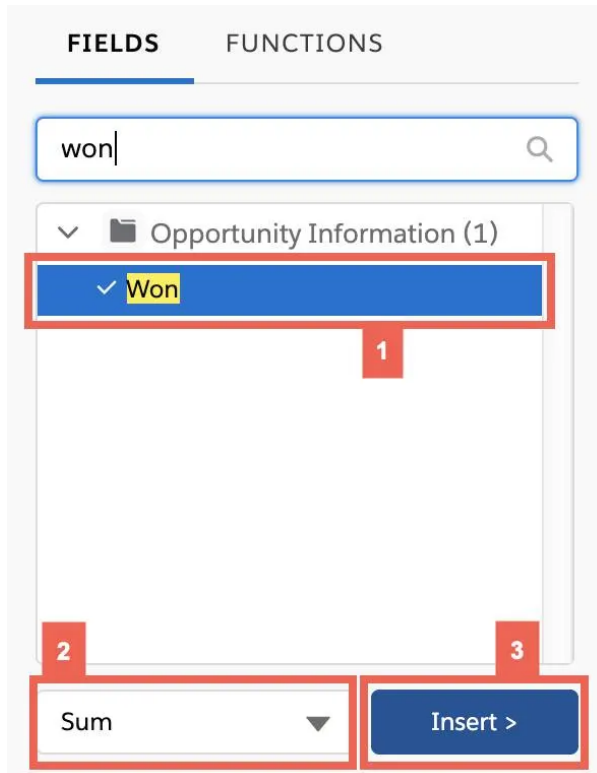 FIELDS FUNCTIONS
won
Opportunity Information (1)
Won
1
2
3
Sum
Insert >